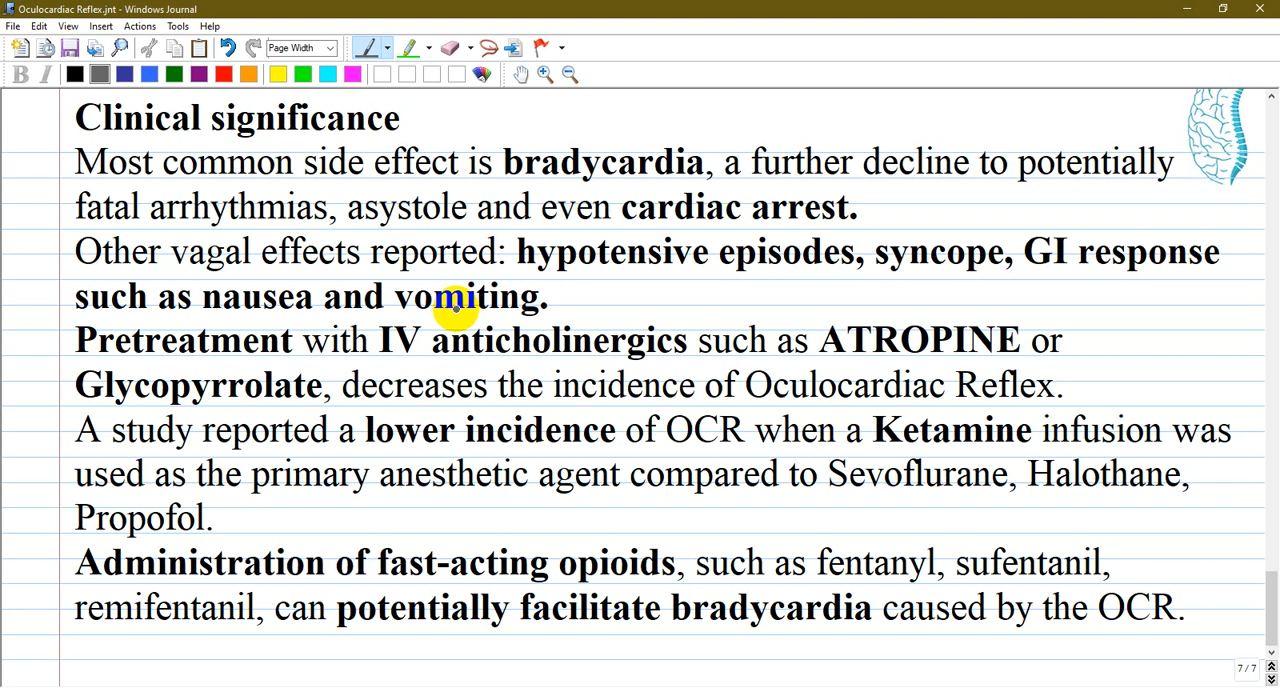 Oculocardiac Reflex.jnt - Windows Journal
File Edit View Insert Actions Tools Help
Page Width
B I
Clinical significance
Most common side effect is bradycardia, a further decline to potentially
fatal arrhythmias, asystole and even cardiac arrest.
Other vagal effects reported: hypotensive episodes, syncope, GI response
such as nausea and vomiting.
Pretreatment with IV anticholinergics such as ATROPINE or
Glycopyrrolate, decreases the incidence of Oculocardiac Reflex.
A study reported a lower incidence of OCR when a Ketamine infusion was
used as the primary anesthetic agent compared to Sevoflurane, Halothane,
Propofol.
Administration of fast-acting opioids, such as fentanyl, sufentanil,
remifentanil, can potentially facilitate bradycardia caused by the OCR.
7 / 7